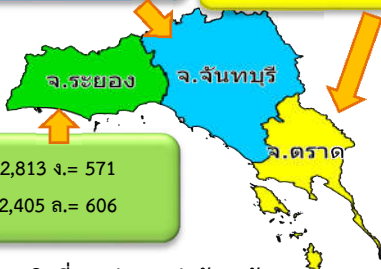 จ.ระยอง
จ.จันทบุรี
จ.ตราด
2,813 ง.= 571
2,405 ล.= 606